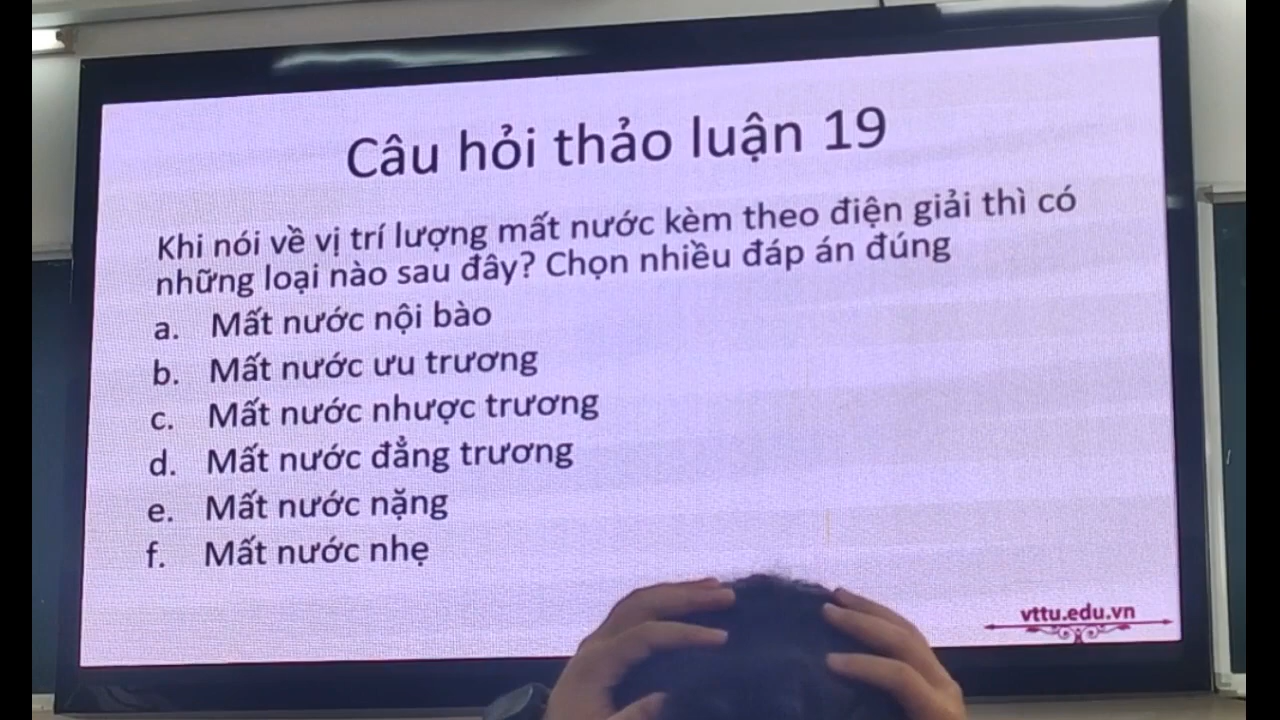 Câu hỏi thảo luận 19
Khi nói về vị trí lượng mất nước kèm theo điện giải thì có
những loại nào sau đây? Chọn nhiều đáp án đúng
a. Mất nước nội bào
b. Mất nước ưu trương
c. Mất nước nhược trương
d. Mất nước đẳng trương
e. Mất nước nặng
f. Mất nước nhẹ
vttu.edu.vn